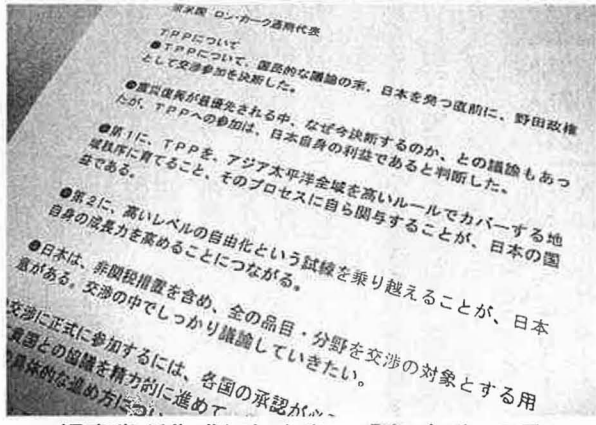 米国 ロン・カーク通商代表
TPPについて
●TPPについて、国民的な議論の末、日本を発つ直前に、野田政権
として交渉参加を決断した。
●震災復興が最優先される中、なぜ今決断するのか、との議論もあっ
たが、TPPへの参加は、日本自身の利益であると判断した。
●第1に、TPPを、アジア太平洋全域を高いルールでカバーする地
域秩序に育てること、そのプロセスに自ら関与することが、日本の国
益である。
●第2に、高いレベルの自由化という試練を乗り越えることが、日本
自身の成長力を高めることにつながる。
●日本は、非関税措置を含め、全の品目・分野を交渉の対象とする用
意がある。交渉の中でしっかり議論していきたい。
交渉に正式に参加するには、各国の承認が必
貴国との協議を精力的に進めて
具体的な進め方につい